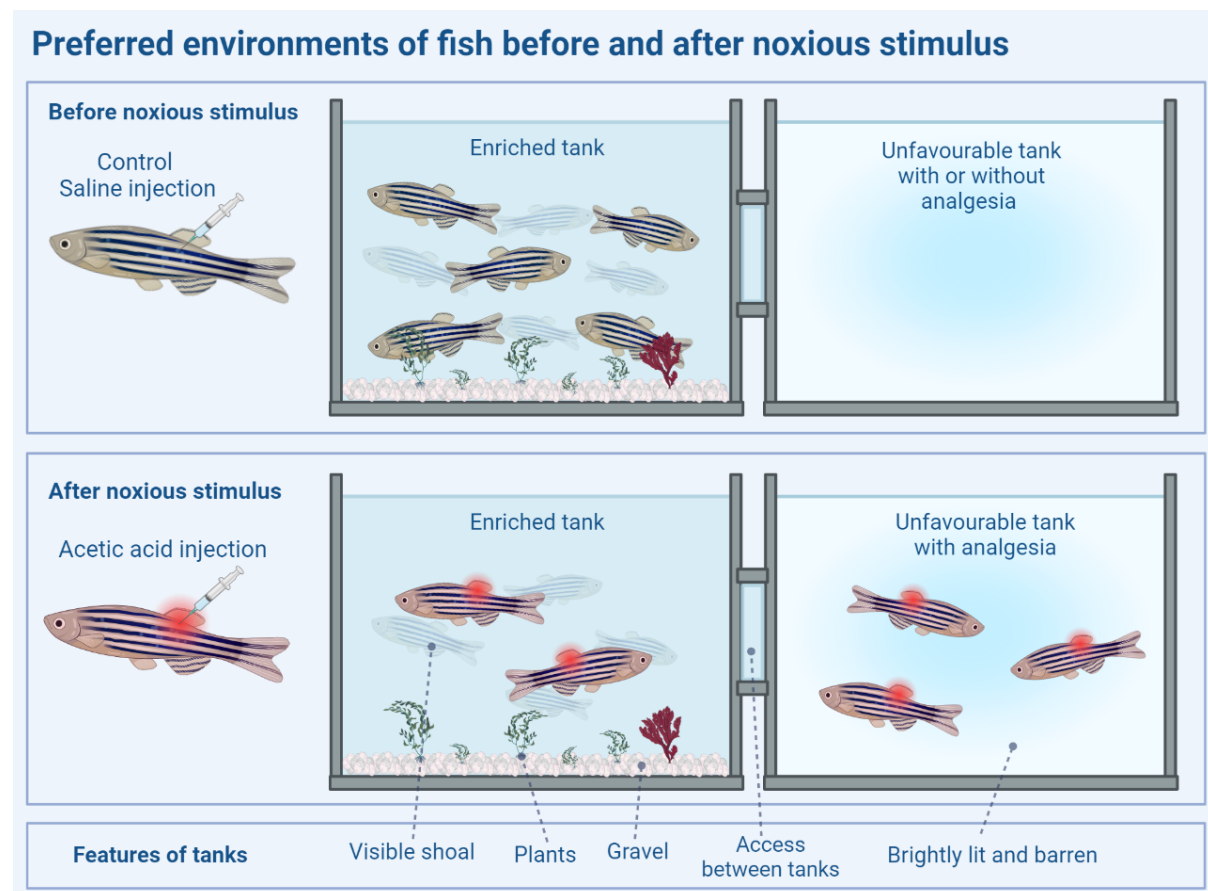 Preferred environments of fish before and after noxious stimulus
Before noxious stimulus
Control
Saline injection
Enriched tank
Unfavourable tank
with or without
analgesia
After noxious stimulus
Acetic acid injection
Enriched tank
Unfavourable tank
with analgesia
Features of tanks
Visible shoal
Plants
Gravel
Access
between tanks
Brightly lit and barren